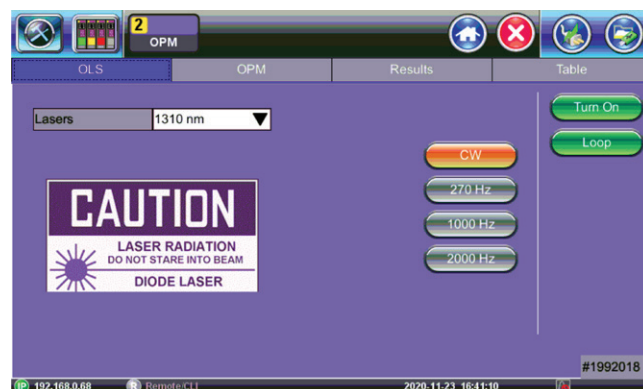 2
OPM
OLS
OPM
Results
Table
Lasers
1310 nm
Turn On
Loop
CW
270 Hz
1000 Hz
2000 Hz
CAUTION
LASER RADIATION
DO NOT STARE INTO BEAM
DIODE LASER
#1992018
IP 192.168.0.68
R Remote/CLI
2020-11-23 16:41:10